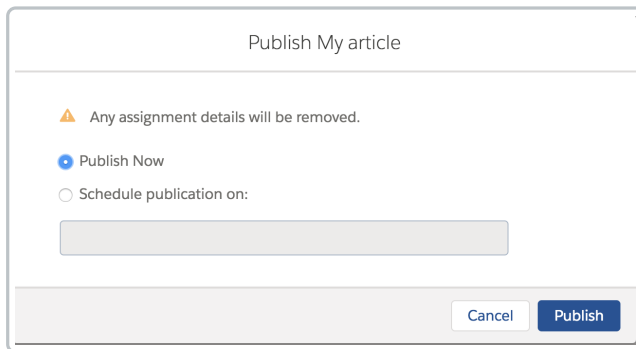 Publish My article
Any assignment details will be removed.
Publish Now
Schedule publication on:
Cancel
Publish